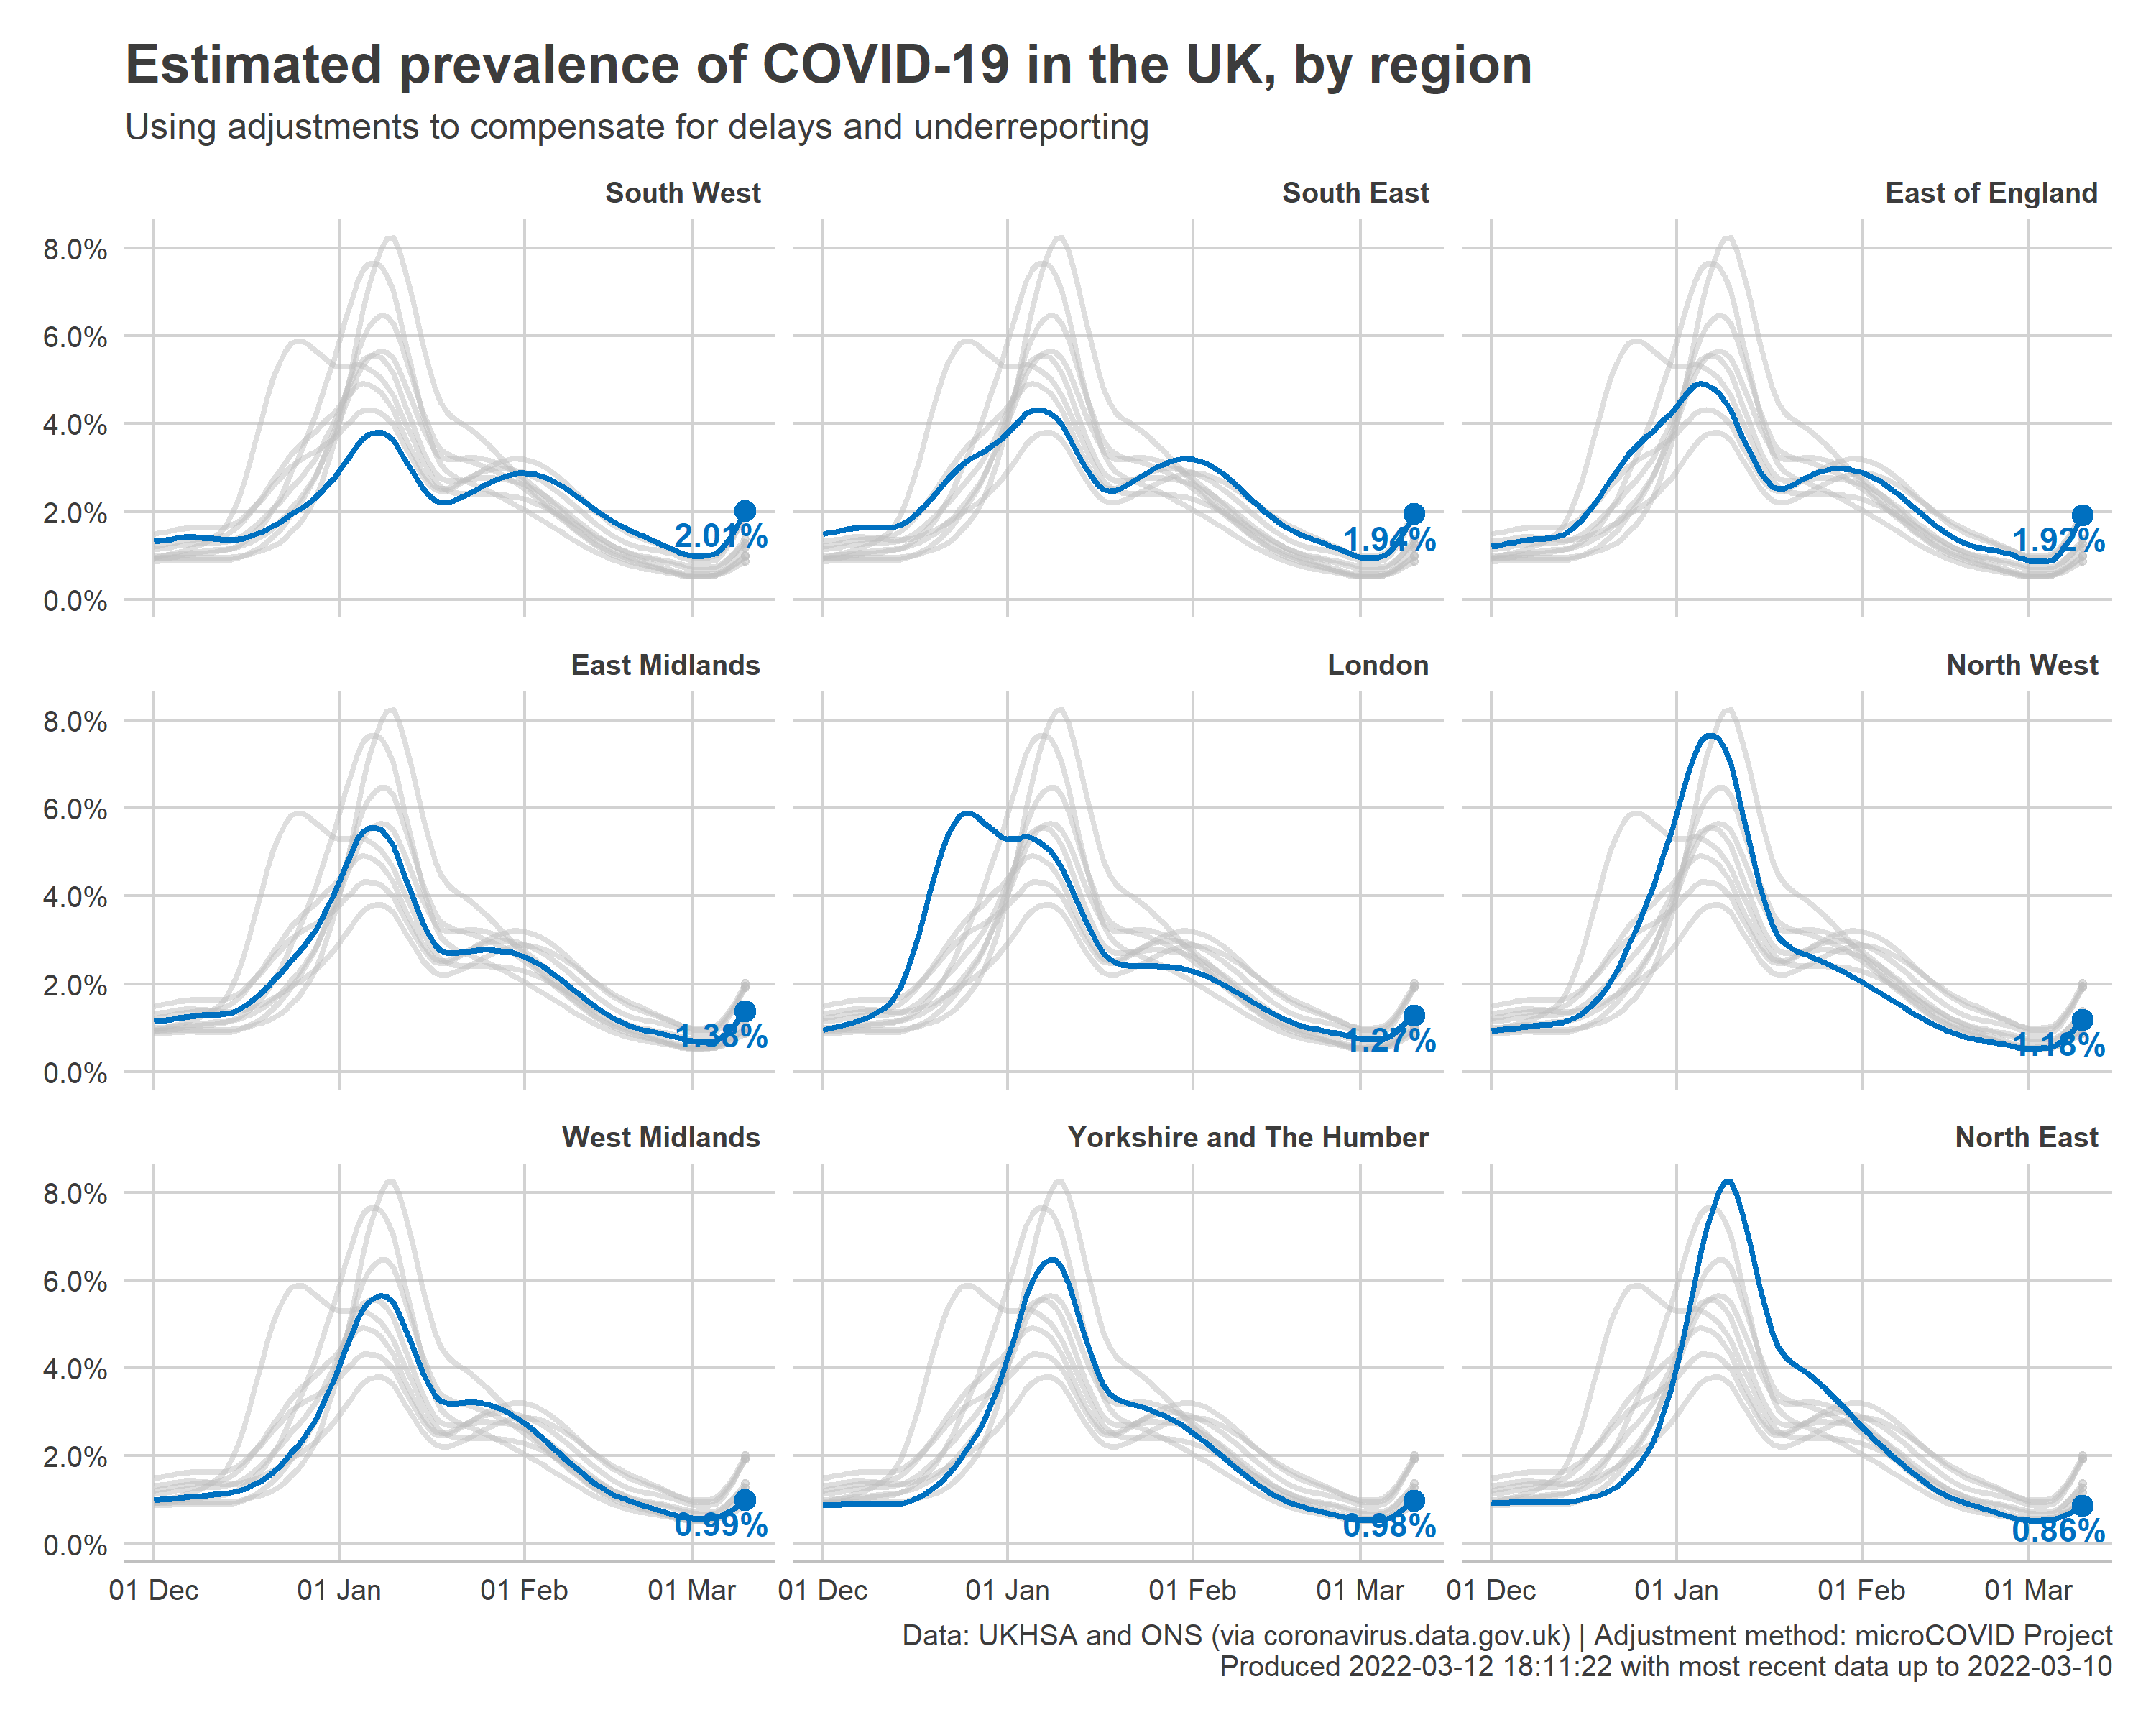 Estimated prevalence of COVID-19 in the UK, by region
Using adjustments to compensate for delays and underreporting
South West
South East
East of England
8.0%
6.0%
4.0%
2.0%
0.0%
2.01%
1.94%
1.92%
East Midlands
London
North West
8.0%
6.0%
4.0%
2.0%
0.0%
1.38%
1.27%
1.18%
West Midlands
Yorkshire and The Humber
North East
8.0%
6.0%
4.0%
2.0%
0.0%
0.99%
0.98%
0.86%
01 Dec 01 Jan 01 Feb 01 Mar 01 Dec 01 Jan 01 Feb 01 Mar 01 Dec 01 Jan 01 Feb 01 Mar
Data: UKHSA and ONS (via coronavirus.data.gov.uk) | Adjustment method: microCOVID Project
Produced 2022-03-12 18:11:22 with most recent data up to 2022-03-10